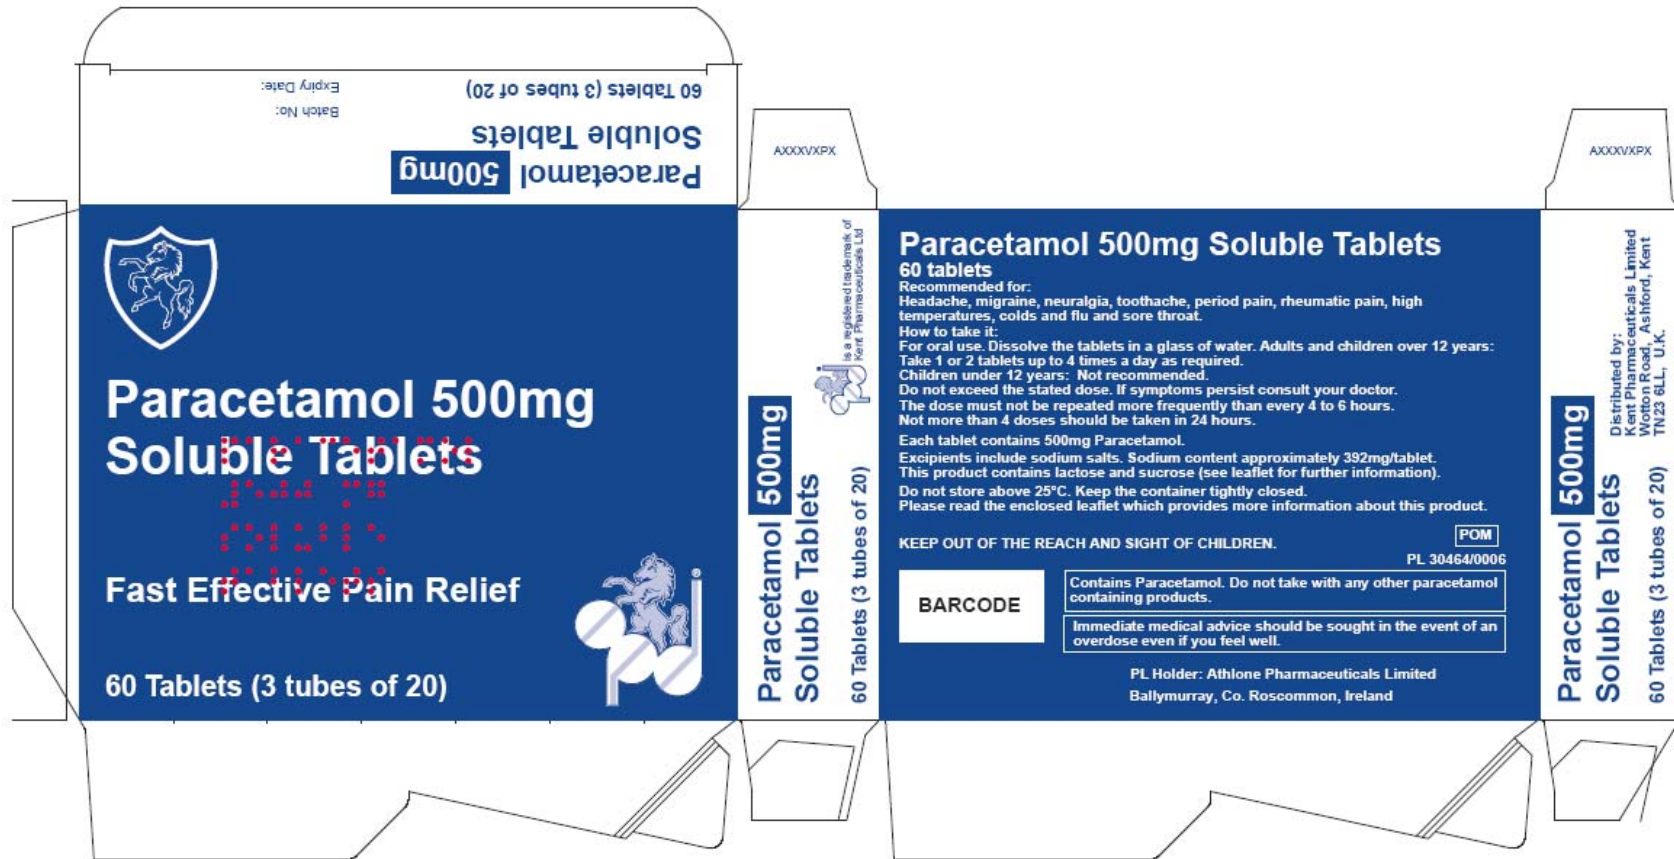 60 Tablets (3 tubes of 20)
Expiry Date:
Batch No:
Soluble Tablets
Paracetamol 500mg
Paracetamol 500mg
Soluble Tablets
Fast Effective Pain Relief
60 Tablets (3 tubes of 20)
AXXXVXPX
is a registered trademark of
Kent Pharmaceuticals Ltd
Paracetamol 500mg
Soluble Tablets
60 Tablets (3 tubes of 20)
Paracetamol 500mg Soluble Tablets
60 tablets
Recommended for:
Headache, migraine, neuralgia, toothache, period pain, rheumatic pain, high
temperatures, colds and flu and sore throat.
How to take it:
For oral use. Dissolve the tablets in a glass of water. Adults and children over 12 years:
Take 1 or 2 tablets up to 4 times a day as required.
Children under 12 years: Not recommended.
Do not exceed the stated dose. If symptoms persist consult your doctor.
The dose must not be repeated more frequently than every 4 to 6 hours.
Not more than 4 doses should be taken in 24 hours.
Each tablet contains 500mg Paracetamol.
Excipients include sodium salts. Sodium content approximately 392mg/tablet.
This product contains lactose and sucrose (see leaflet for further information).
Do not store above 25°C. Keep the container tightly closed.
Please read the enclosed leaflet which provides more information about this product.
KEEP OUT OF THE REACH AND SIGHT OF CHILDREN.
POM
PL 30464/0006
BARCODE
Contains Paracetamol. Do not take with any other paracetamol
containing products.
Immediate medical advice should be sought in the event of an
overdose even if you feel well.
PL Holder: Athlone Pharmaceuticals Limited
Ballymurray, Co. Roscommon, Ireland
AXXXVXPX
Distributed by:
Kent Pharmaceuticals Limited
Wotton Road, Ashford, Kent
TN23 6LL, U.K.
Paracetamol 500mg
Soluble Tablets
60 Tablets (3 tubes of 20)